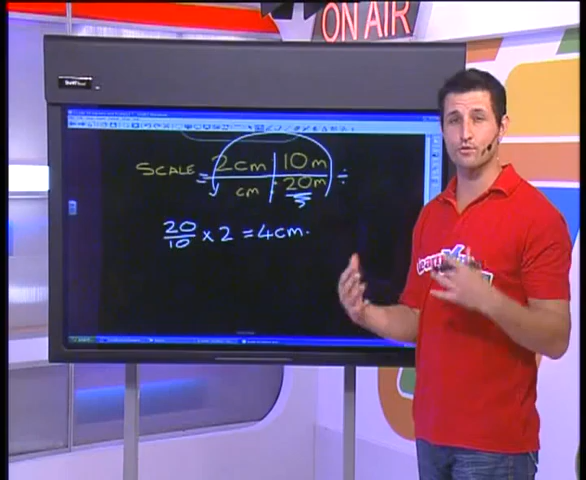 ON AIR
SCALE = 2cm | 10m
cm | 20m ÷
20/10 × 2 = 4cm.